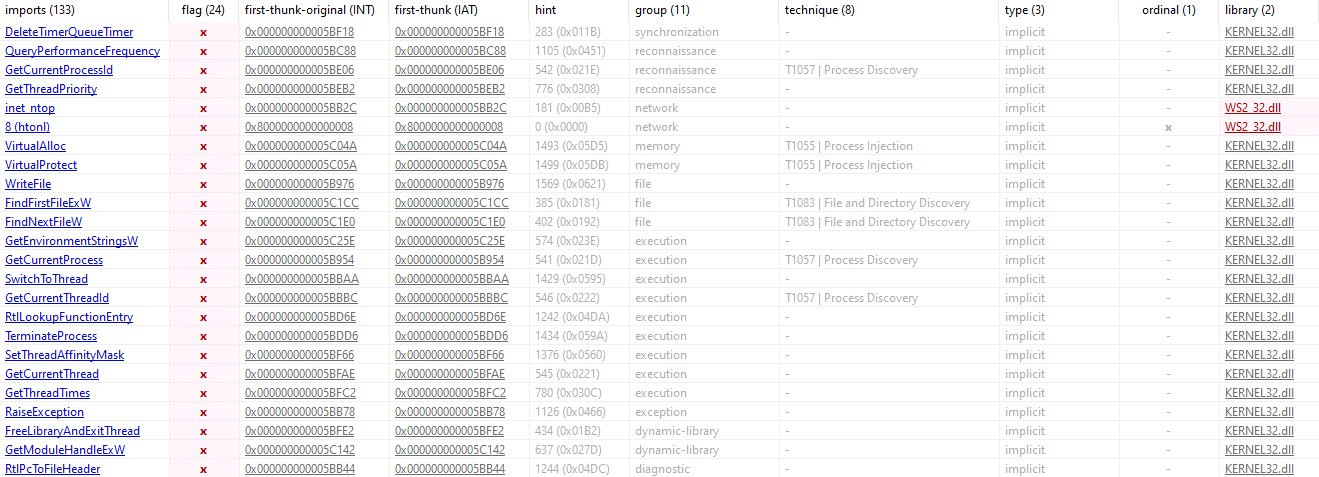 imports (133) flag (24) first-thunk-original (INT) first-thunk (IAT) hint group (11) technique (8) type (3) ordinal (1) library (2)
DeleteTimerQueueTimer x 0x000000000005BF18 0x000000000005BF18 283 (0x011B) synchronization - implicit - KERNEL32.dll
QueryPerformanceFrequency x 0x000000000005BC88 0x000000000005BC88 1105 (0x0451) reconnaissance - implicit - KERNEL32.dll
GetCurrentProcessId x 0x000000000005BE06 0x000000000005BE06 542 (0x021E) reconnaissance T1057 | Process Discovery implicit - KERNEL32.dll
GetThreadPriority x 0x000000000005BEB2 0x000000000005BEB2 776 (0x0308) reconnaissance - implicit - KERNEL32.dll
inet_ntop x 0x000000000005BB2C 0x000000000005BB2C 181 (0x00B5) network - implicit - WS2_32.dll
8 (htonl) x 0x8000000000000008 0x8000000000000008 0 (0x0000) network - implicit x WS2_32.dll
VirtualAlloc x 0x000000000005C04A 0x000000000005C04A 1493 (0x05D5) memory T1055 | Process Injection implicit - KERNEL32.dll
VirtualProtect x 0x000000000005C05A 0x000000000005C05A 1499 (0x05DB) memory T1055 | Process Injection implicit - KERNEL32.dll
WriteFile x 0x000000000005B976 0x000000000005B976 1569 (0x0621) file - implicit - KERNEL32.dll
FindFirstFileExW x 0x000000000005C1CC 0x000000000005C1CC 385 (0x0181) file T1083 | File and Directory Discovery implicit - KERNEL32.dll
FindNextFileW x 0x000000000005C1E0 0x000000000005C1E0 402 (0x0192) file T1083 | File and Directory Discovery implicit - KERNEL32.dll
GetEnvironmentStringsW x 0x000000000005C25E 0x000000000005C25E 574 (0x023E) execution - implicit - KERNEL32.dll
GetCurrentProcess x 0x000000000005B954 0x000000000005B954 541 (0x021D) execution T1057 | Process Discovery implicit - KERNEL32.dll
SwitchToThread x 0x000000000005BBAA 0x000000000005BBAA 1429 (0x0595) execution - implicit - KERNEL32.dll
GetCurrentThreadId x 0x000000000005BBBC 0x000000000005BBBC 546 (0x0222) execution T1057 | Process Discovery implicit - KERNEL32.dll
RtlLookupFunctionEntry x 0x000000000005BD6E 0x000000000005BD6E 1242 (0x04DA) execution - implicit - KERNEL32.dll
TerminateProcess x 0x000000000005BDD6 0x000000000005BDD6 1434 (0x059A) execution - implicit - KERNEL32.dll
SetThreadAffinityMask x 0x000000000005BF66 0x000000000005BF66 1376 (0x0560) execution - implicit - KERNEL32.dll
GetCurrentThread x 0x000000000005BFAE 0x000000000005BFAE 545 (0x0221) execution - implicit - KERNEL32.dll
GetThreadTimes x 0x000000000005BFC2 0x000000000005BFC2 780 (0x030C) execution - implicit - KERNEL32.dll
RaiseException x 0x000000000005BB78 0x000000000005BB78 1126 (0x0466) exception - implicit - KERNEL32.dll
FreeLibraryAndExitThread x 0x000000000005BFE2 0x000000000005BFE2 434 (0x01B2) dynamic-library - implicit - KERNEL32.dll
GetModuleHandleExW x 0x000000000005C142 0x000000000005C142 637 (0x027D) dynamic-library - implicit - KERNEL32.dll
RtlPcToFileHeader x 0x000000000005BB44 0x000000000005BB44 1244 (0x04DC) diagnostic - implicit - KERNEL32.dll